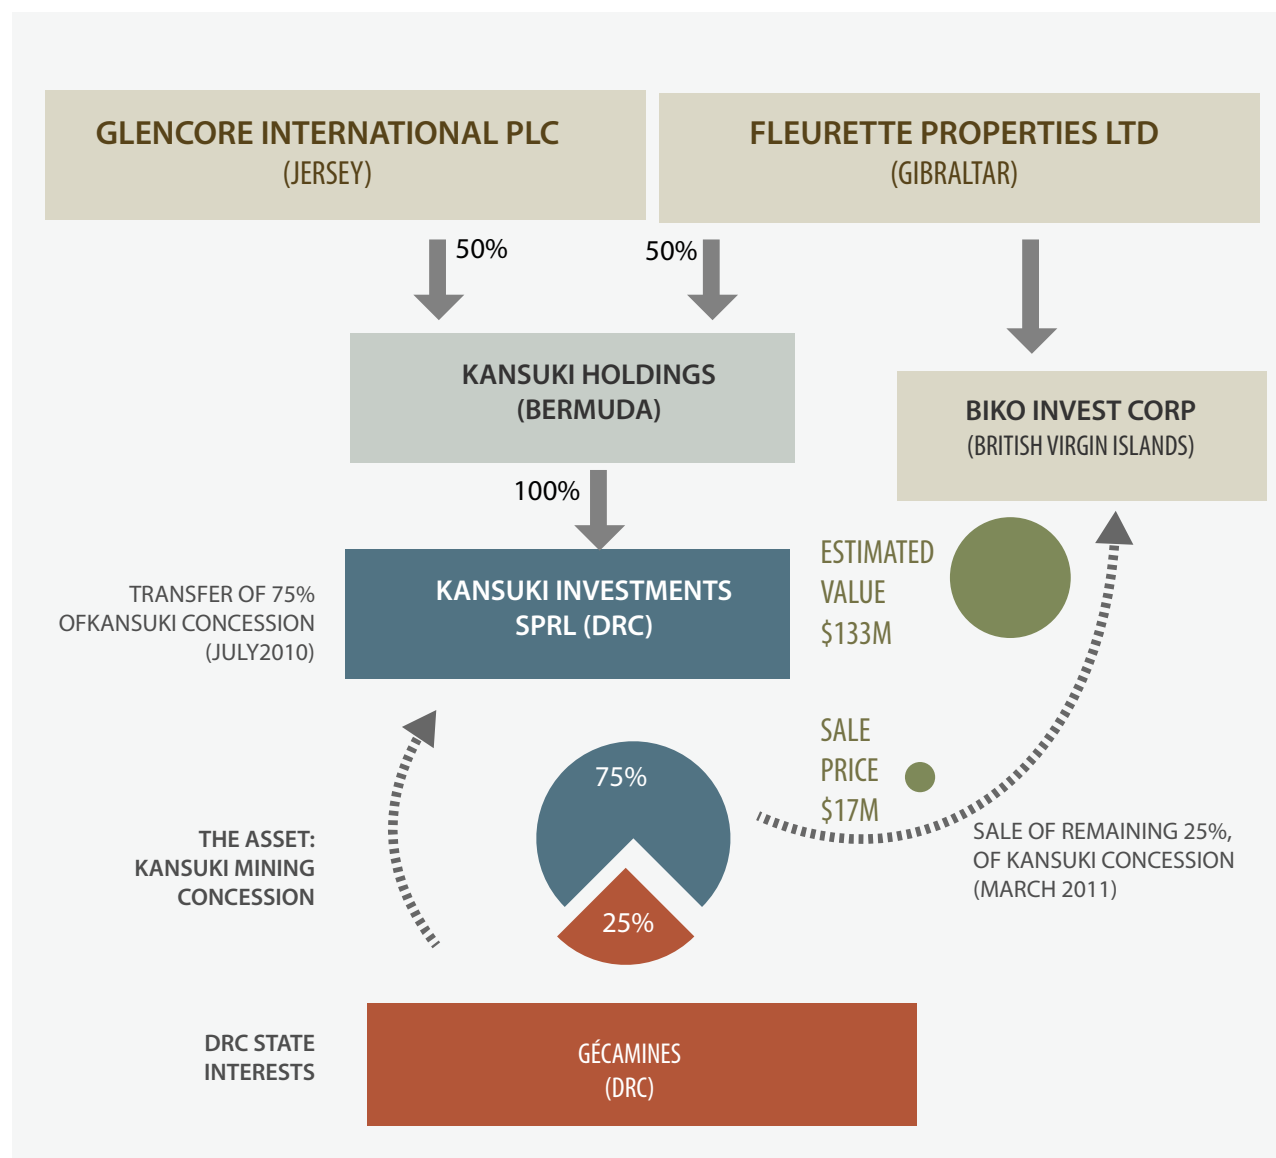 GLENCORE INTERNATIONAL PLC
(JERSEY)
FLEURETTE PROPERTIES LTD
(GIBRALTAR)
50%
50%
KANSUKI HOLDINGS
(BERMUDA)
BIKO INVEST CORP
(BRITISH VIRGIN ISLANDS)
100%
KANSUKI INVESTMENTS
SPRL (DRC)
TRANSFER OF 75%
OFKANSUKI CONCESSION
(JULY2010)
ESTIMATED
VALUE
$133M
SALE
PRICE
$17M
75%
25%
SALE OF REMAINING 25%,
OF KANSUKI CONCESSION
(MARCH 2011)
THE ASSET:
KANSUKI MINING
CONCESSION
DRC STATE
INTERESTS
GÉCAMINES
(DRC)